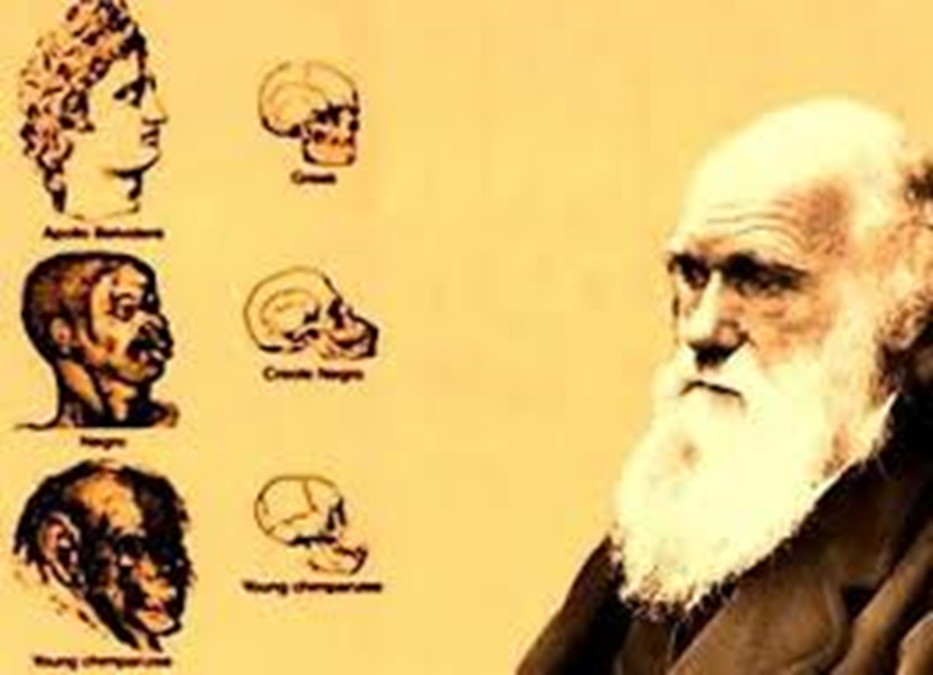 Apollo Belvidere
Greek
Negro
Creole Negro
Young chimpanzee
Young chimpanzee